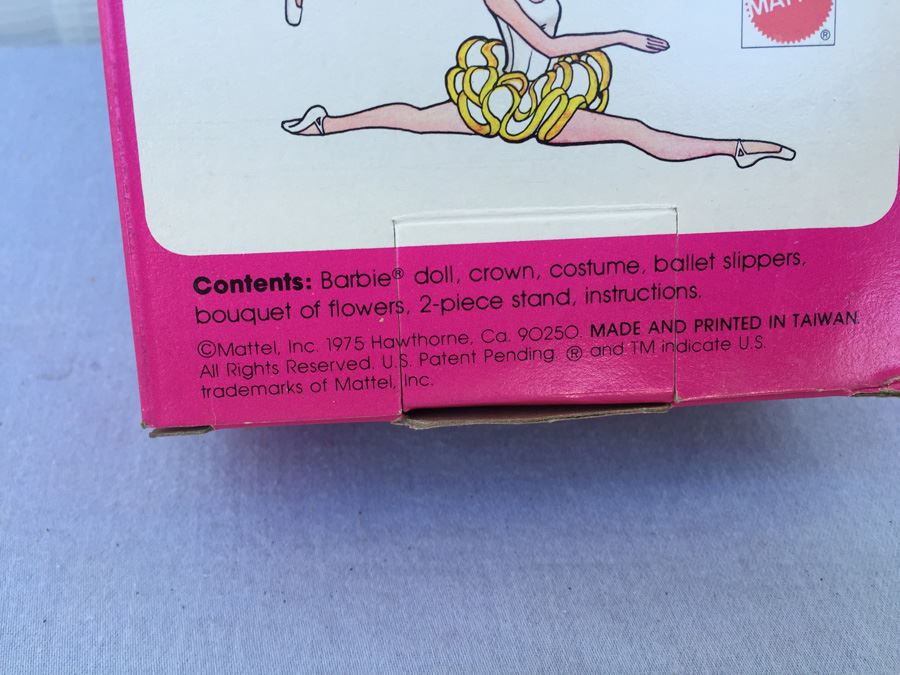 MATT
®
Contents: Barbie® doll, crown, costume, ballet slippers,
bouquet of flowers, 2-piece stand, instructions.
©Mattel, Inc. 1975 Hawthorne, Ca. 90250. MADE AND PRINTED IN TAIWAN.
All Rights Reserved. U.S. Patent Pending. ® and TM indicate U.S.
trademarks of Mattel, Inc.